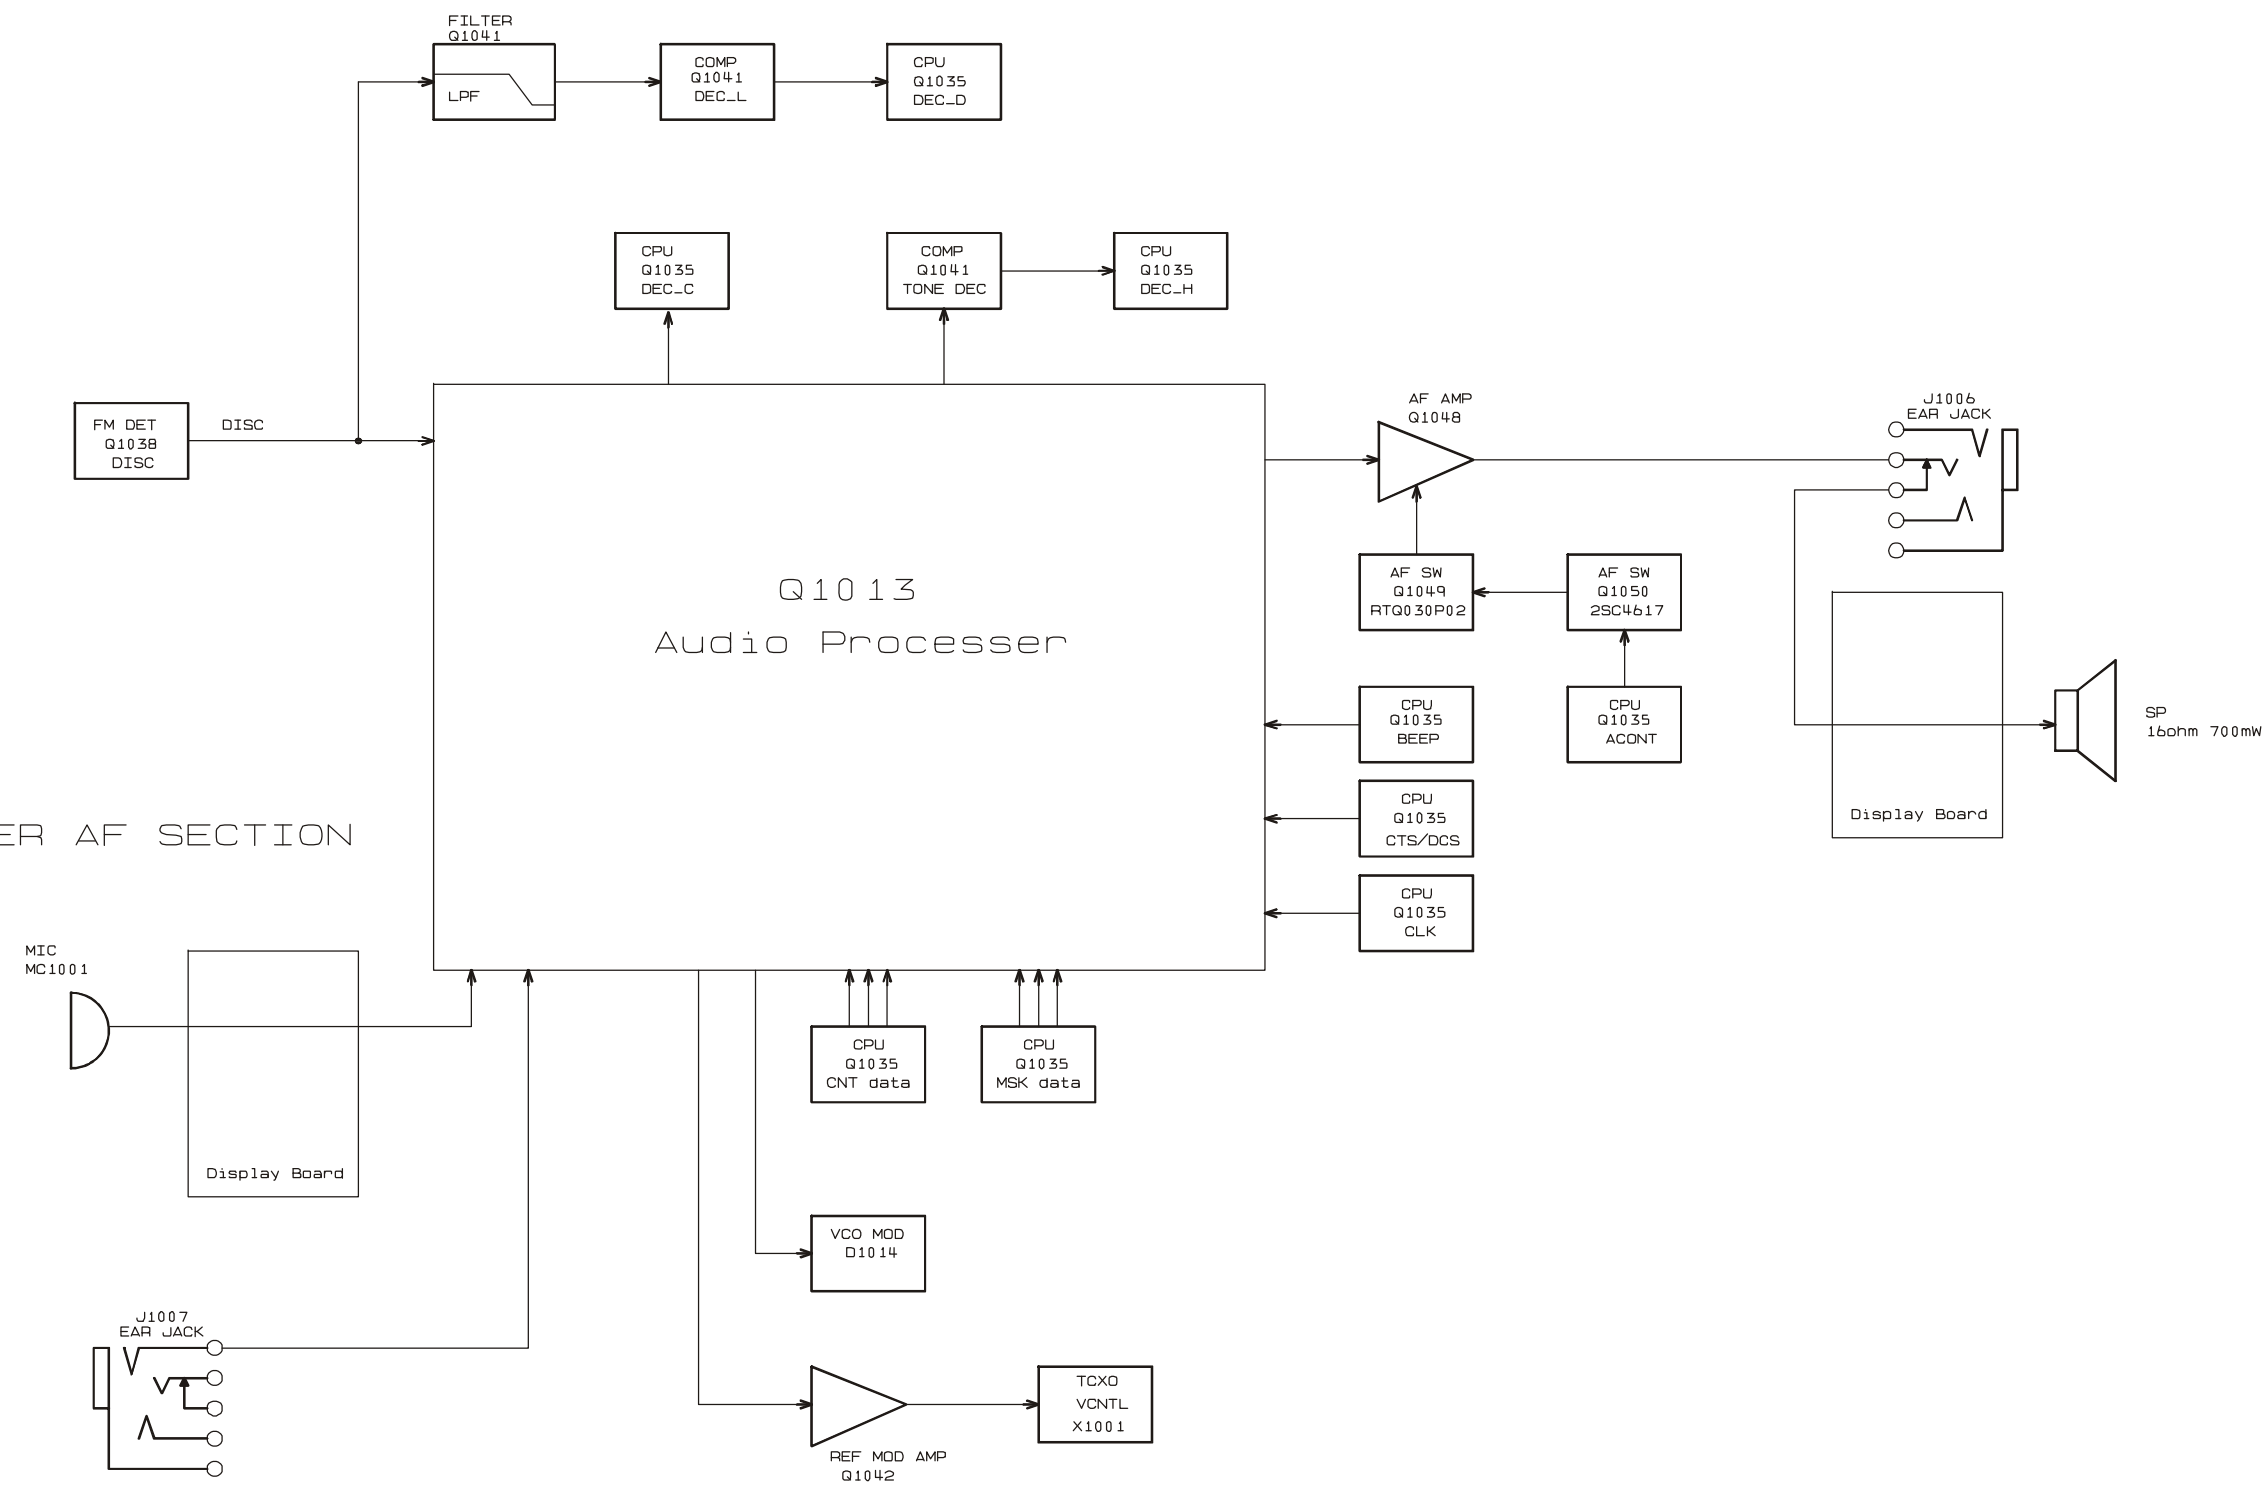 FILTER
Q1041
LPF
COMP
Q1041
DEC_L
CPU
Q1035
DEC_D
CPU
Q1035
DEC_C
COMP
Q1041
TONE DEC
CPU
Q1035
DEC_H
FM DET
Q1038
DISC
DISC
AF AMP
Q1048
J1006
EAR JACK
Q1013
Audio Processer
AF SW
Q1049
RTQ030P02
AF SW
Q1050
2SC4617
CPU
Q1035
BEEP
CPU
Q1035
ACONT
SP
16ohm 700mW
CPU
Q1035
CTS/DCS
Display Board
ER AF SECTION
CPU
Q1035
CLK
MIC
MC1001
Display Board
CPU
Q1035
CNT data
CPU
Q1035
MSK data
VCO MOD
D1014
J1007
EAR JACK
TCXO
VCNTL
X1001
REF MOD AMP
Q1042